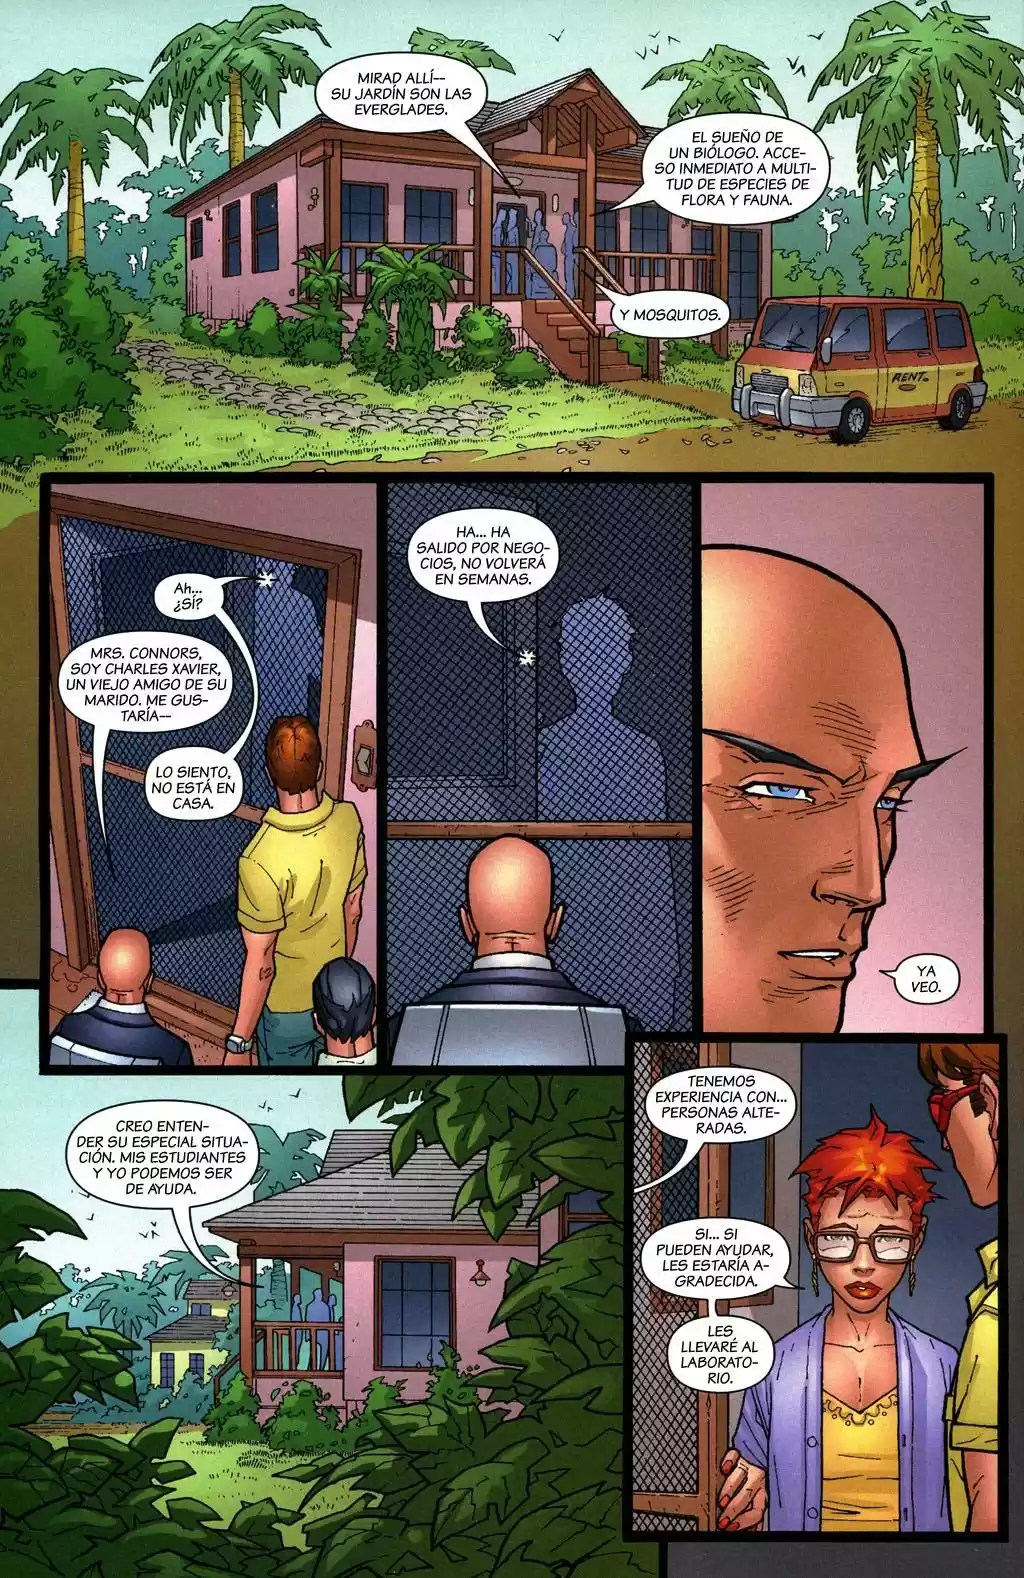 MIRAD ALLÍ--
SU JARDÍN SON LAS
EVERGLADES.
EL SUEÑO DE
UN BIÓLOGO. ACCE-
SO INMEDIATO A MULTI-
TUD DE ESPECIES DE
FLORA Y FAUNA.
Y MOSQUITOS.
RENT
Ah...
¿SÍ?
MRS. CONNORS,
SOY CHARLES XAVIER,
UN VIEJO AMIGO DE SU
MARIDO. ME GUS-
TARÍA--
LO SIENTO,
NO ESTÁ EN
CASA.
HA... HA
SALIDO POR NEGO-
CIOS, NO VOLVERÁ
EN SEMANAS.
YA
VEO.
CREO ENTEN-
DER SU ESPECIAL SITUA-
CIÓN. MIS ESTUDIANTES
Y YO PODEMOS SER
DE AYUDA.
TENEMOS
EXPERIENCIA CON...
PERSONAS ALTE-
RADAS.
SI... SI
PUEDEN AYUDAR,
LES ESTARÍA A-
GRADECIDA.
LES
LLEVARÉ AL
LABORATO-
RIO.